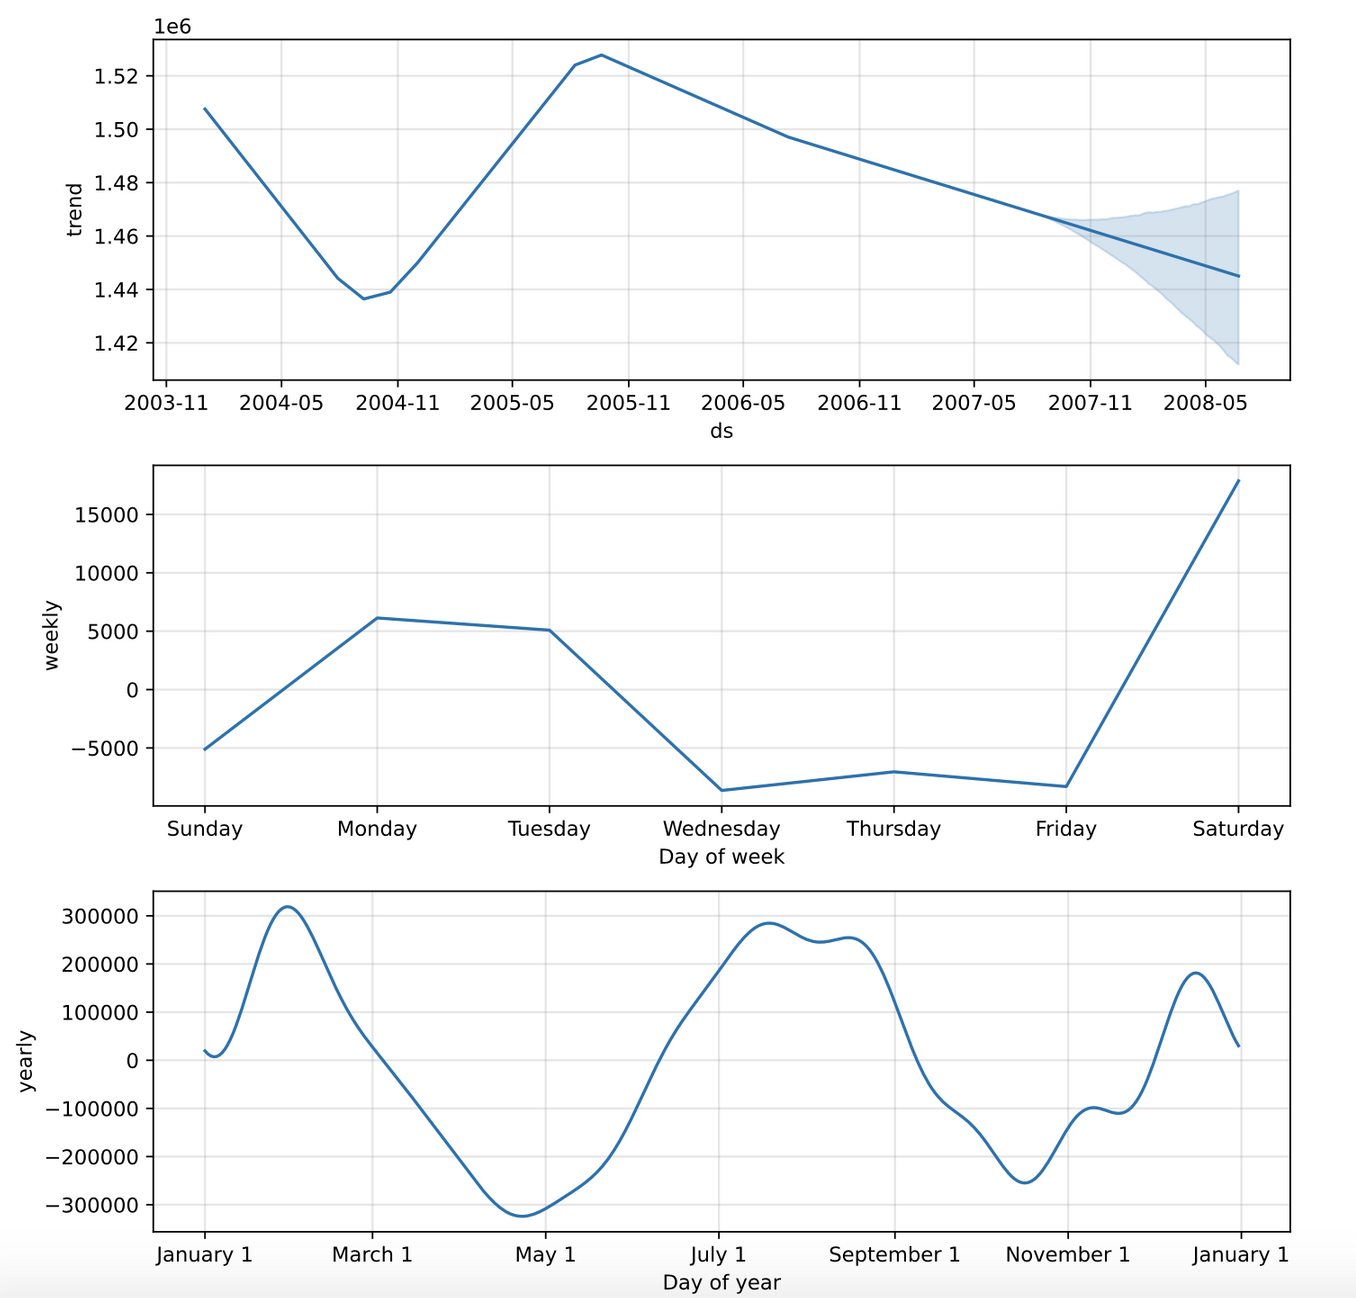 1e6
1.52
1.50
1.48
1.46
1.44
1.42
trend
2003-11 2004-05 2004-11 2005-05 2005-11 2006-05 2006-11 2007-05 2007-11 2008-05
ds
15000
10000
5000
0
−5000
weekly
Sunday Monday Tuesday Wednesday Thursday Friday Saturday
Day of week
300000
200000
100000
0
−100000
−200000
−300000
yearly
January 1 March 1 May 1 July 1 September 1 November 1 January 1
Day of year